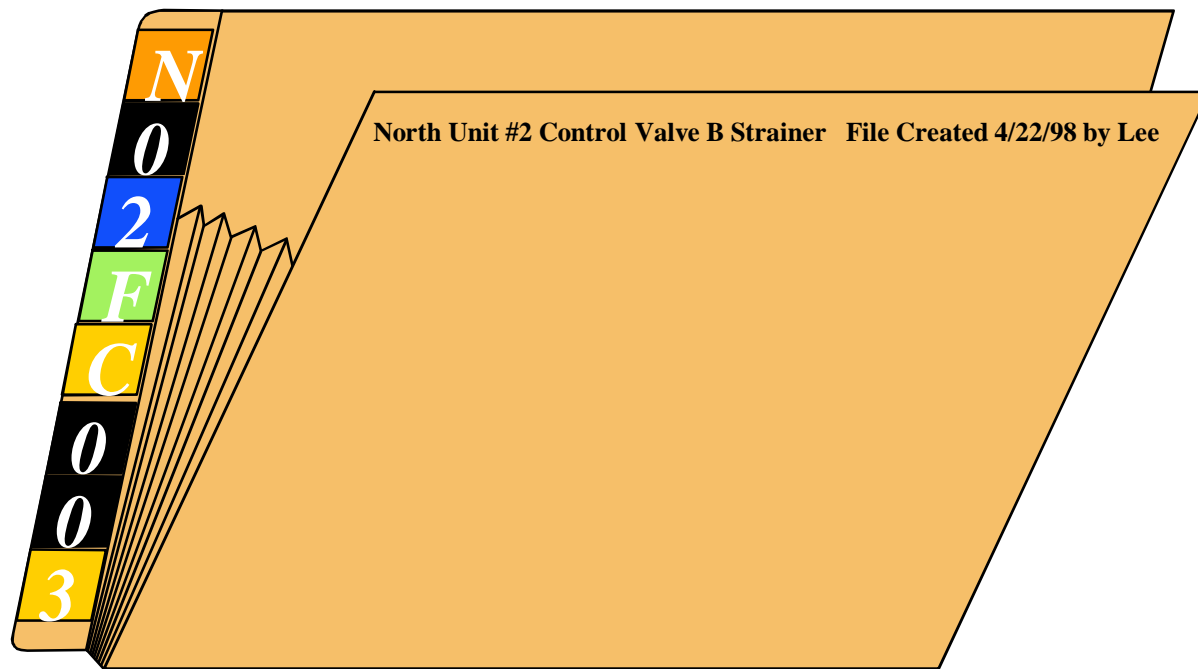 N
0
2
F
C
0
0
3
North Unit #2 Control Valve B Strainer   File Created 4/22/98 by Lee